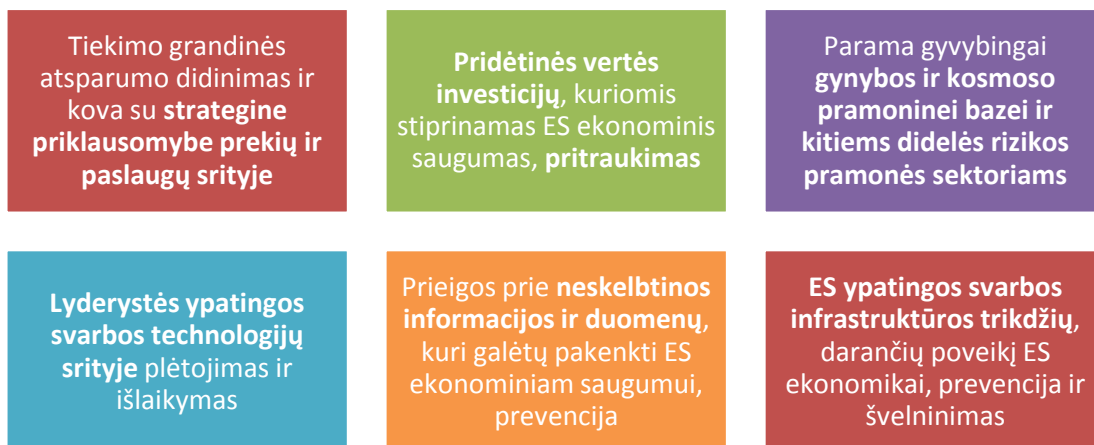 Tiekimo grandinės
atsparumo didinimas ir
kova su strategine
priklausomybe prekių ir
paslaugų srityje
Pridėtinės vertės
investicijų, kuriomis
stiprinamas ES ekonominis
saugumas, pritraukimas
Parama gyvybingai
gynybos ir kosmoso
pramoninei bazei ir
kitiems didelės rizikos
pramonės sektoriams
Lyderystės ypatingos
svarbos technologijų
srityje plėtojimas ir
išlaikymas
Prieigos prie neskelbtinos
informacijos ir duomenų,
kuri galėtų pakenkti ES
ekonominiam saugumui,
prevencija
ES ypatingos svarbos
infrastruktūros trikdžių,
darančių poveikį ES
ekonomikai, prevencija ir
švelninimas